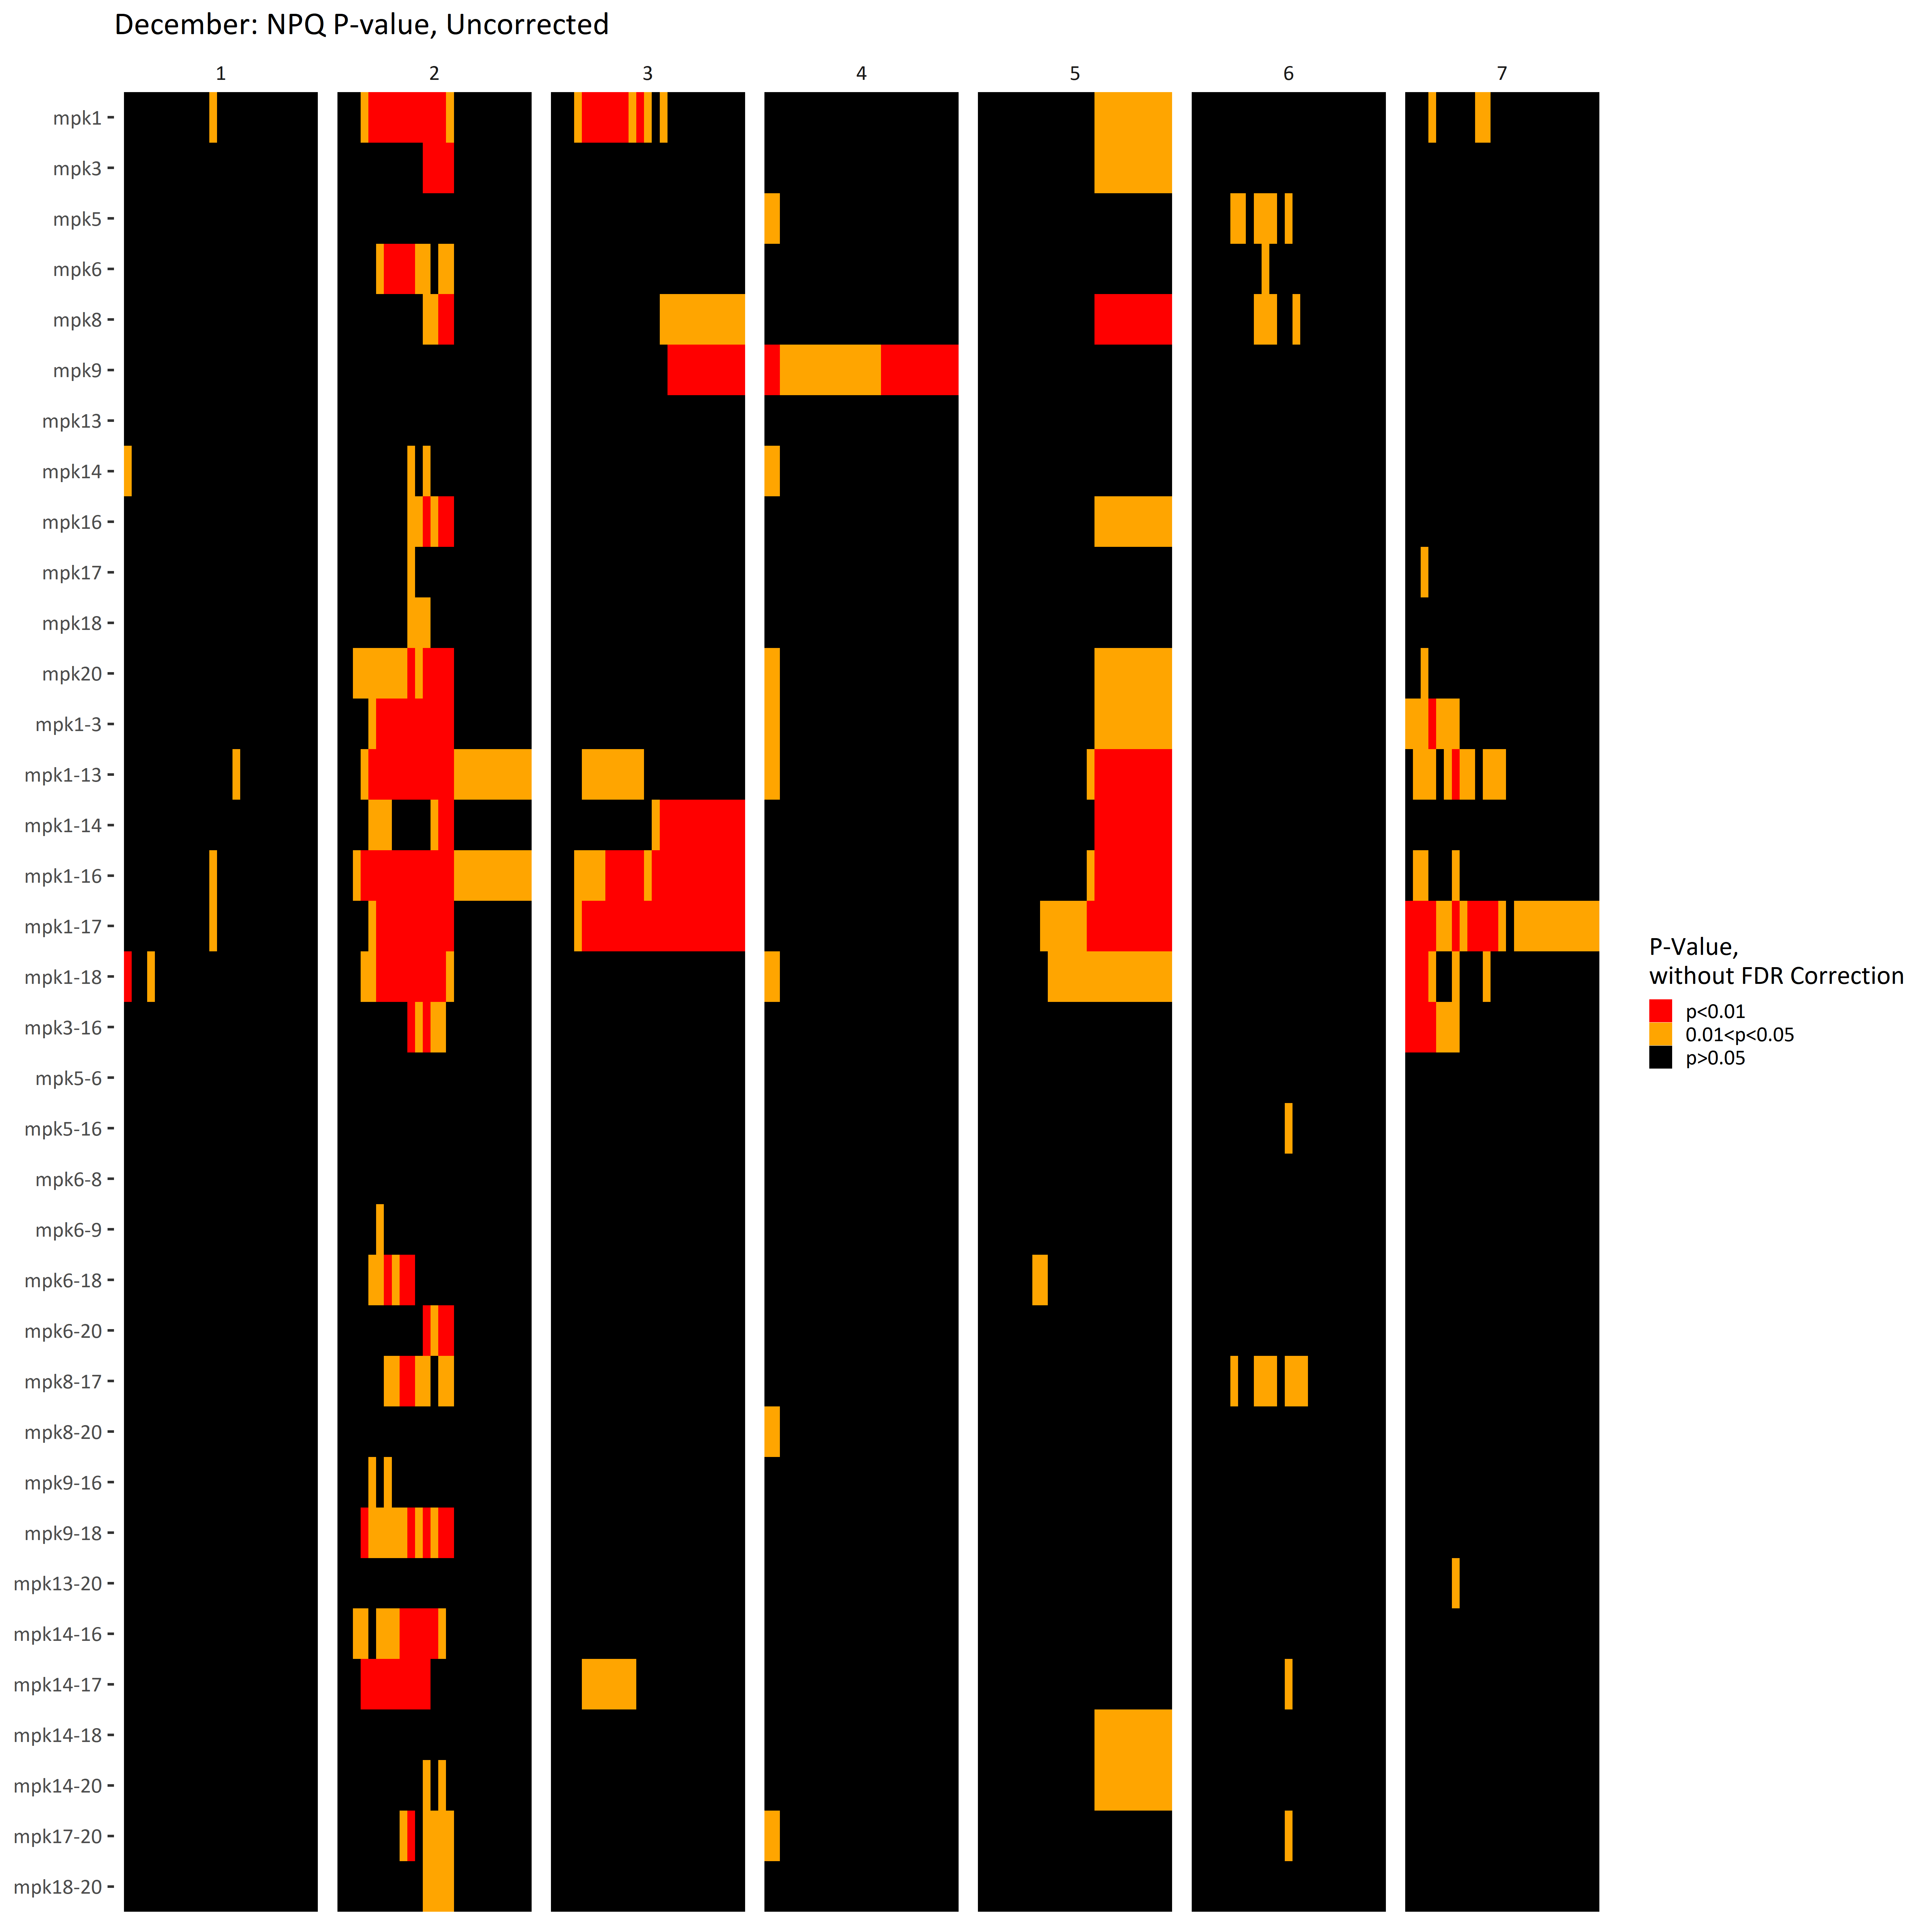 December: NPQ P-value, Uncorrected
1 2 3 4 5 6 7
mpk1
mpk3
mpk5
mpk6
mpk8
mpk9
mpk13
mpk14
mpk16
mpk17
mpk18
mpk20
mpk1-3
mpk1-13
mpk1-14
mpk1-16
mpk1-17
mpk1-18
mpk3-16
mpk5-6
mpk5-16
mpk6-8
mpk6-9
mpk6-18
mpk6-20
mpk8-17
mpk8-20
mpk9-16
mpk9-18
mpk13-20
mpk14-16
mpk14-17
mpk14-18
mpk14-20
mpk17-20
mpk18-20
P-Value,
without FDR Correction
p<0.01
0.01<p<0.05
p>0.05